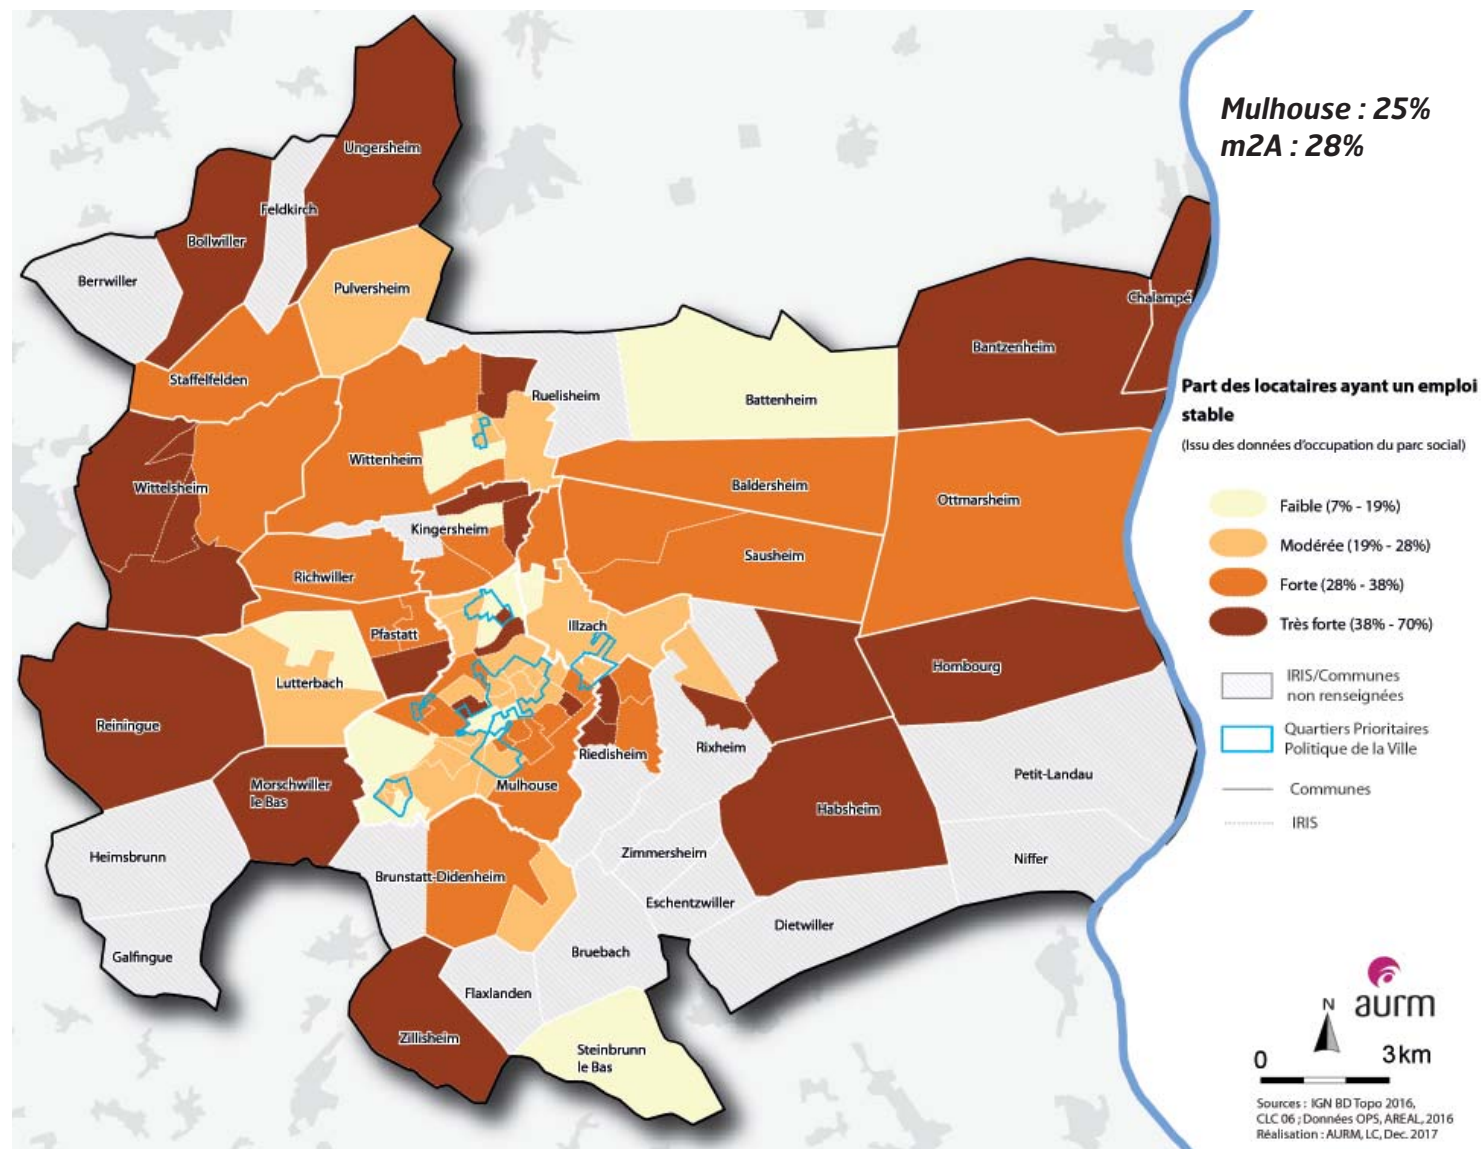 Mulhouse : 25%
m2A : 28%
Ungersheim
Feldkirch
Bollwiller
Berrwiller
Pulversheim
Chalampé
Bantzenheim
Staffelfelden
Ruelisheim
Battenheim
Part des locataires ayant un emploi
stable
(Issu des données d'occupation du parc social)
Wittenheim
Wittelsheim
Baldersheim
Ottmarsheim
Faible (7% - 19%)
Kingersheim
Modérée (19% - 28%)
Sausheim
Richwiller
Forte (28% - 38%)
Pfastatt
Illzach
Très forte (38% - 70%)
Hombourg
Lutterbach
IRIS/Communes
non renseignées
Reiningue
Quartiers Prioritaires
Politique de la Ville
Riedisheim
Rixheim
Petit-Landau
Morschwiller
le Bas
Mulhouse
Communes
Habsheim
IRIS
Heimsbrunn
Zimmersheim
Niffer
Brunstatt-Didenheim
Eschentzwiller
Dietwiller
Galfingue
Bruebach
Flaxlanden
Zillisheim
Steinbrunn
le Bas
aurm
N
0 3 km
Sources : IGN BD Topo 2016,
CLC 06 ; Données OPS, AREAL, 2016
Réalisation : AURM, LC, Dec. 2017